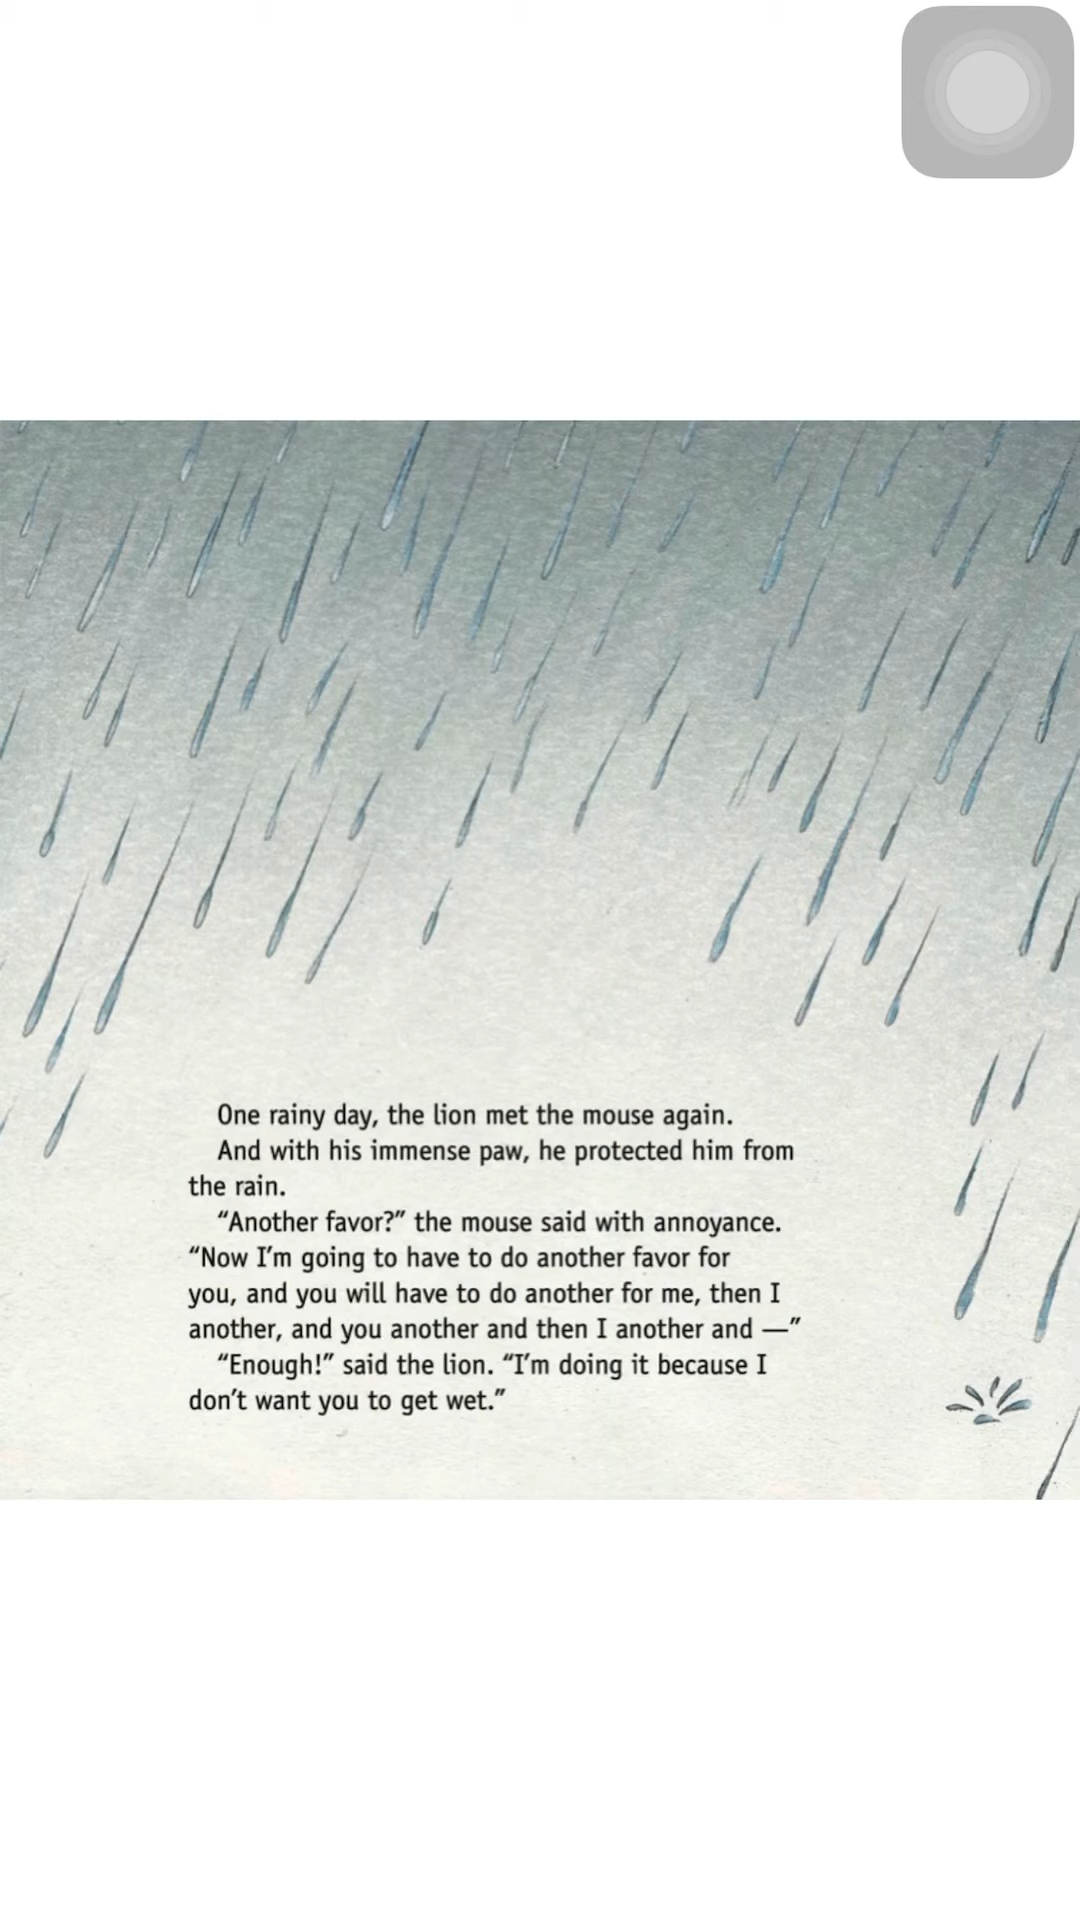 One rainy day, the lion met the mouse again.
And with his immense paw, he protected him from
the rain.
“Another favor?” the mouse said with annoyance.
“Now I’m going to have to do another favor for
you, and you will have to do another for me, then I
another, and you another and then I another and —”
“Enough!” said the lion. “I’m doing it because I
don’t want you to get wet.”